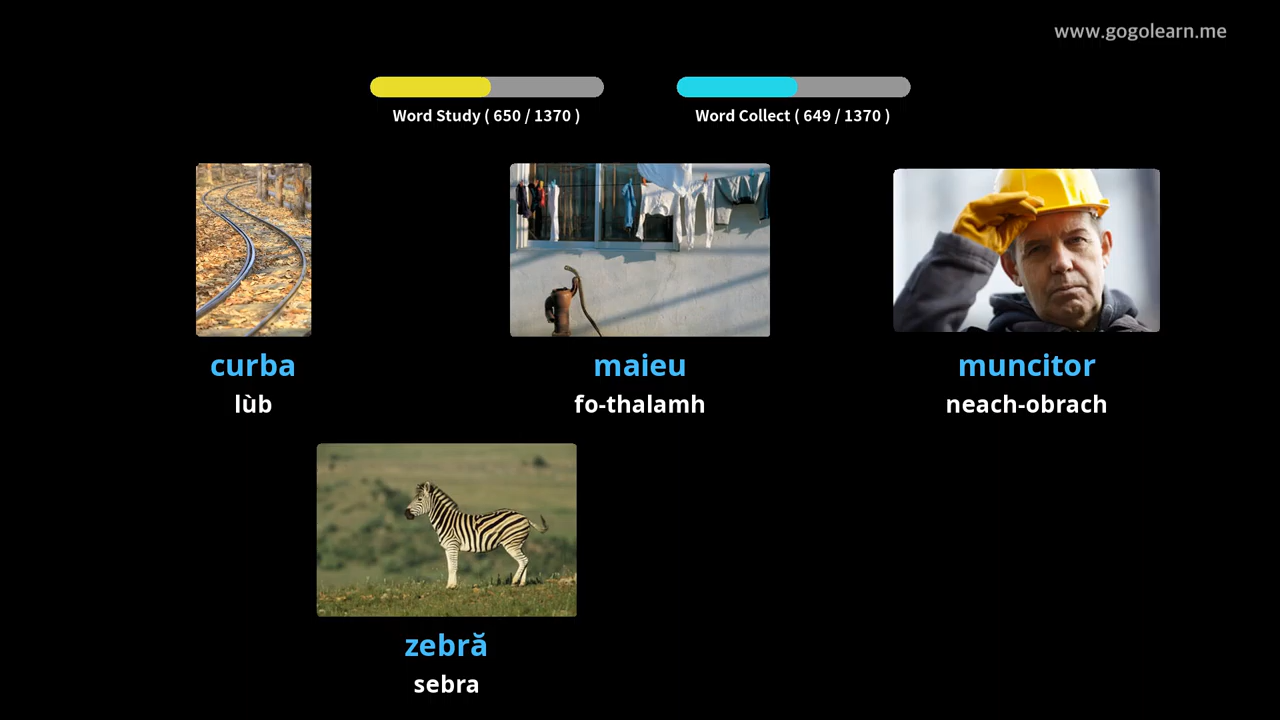 www.gogolearn.me
Word Study ( 650 / 1370 )
Word Collect ( 649 / 1370 )
curba
lùb
maieu
fo-thalamh
muncitor
neach-obrach
zebră
sebra